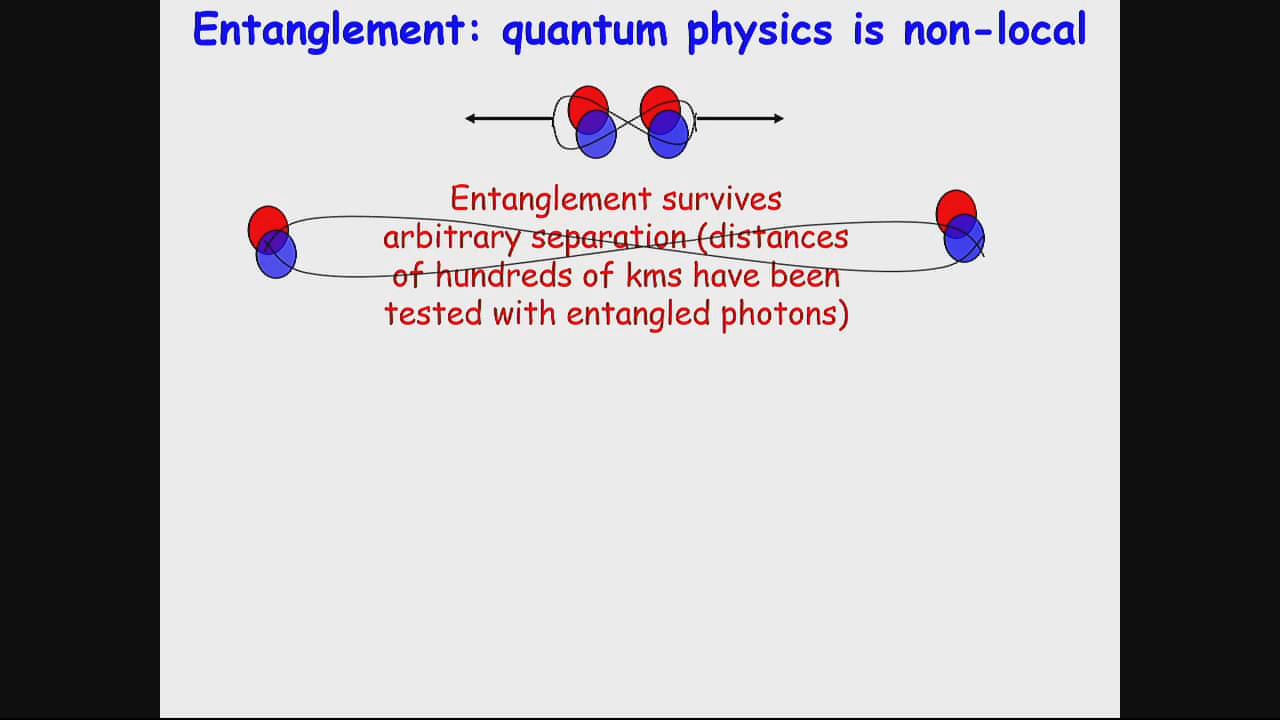 Entanglement: quantum physics is non-local
Entanglement survives
arbitrary separation (distances
of hundreds of kms have been
tested with entangled photons)